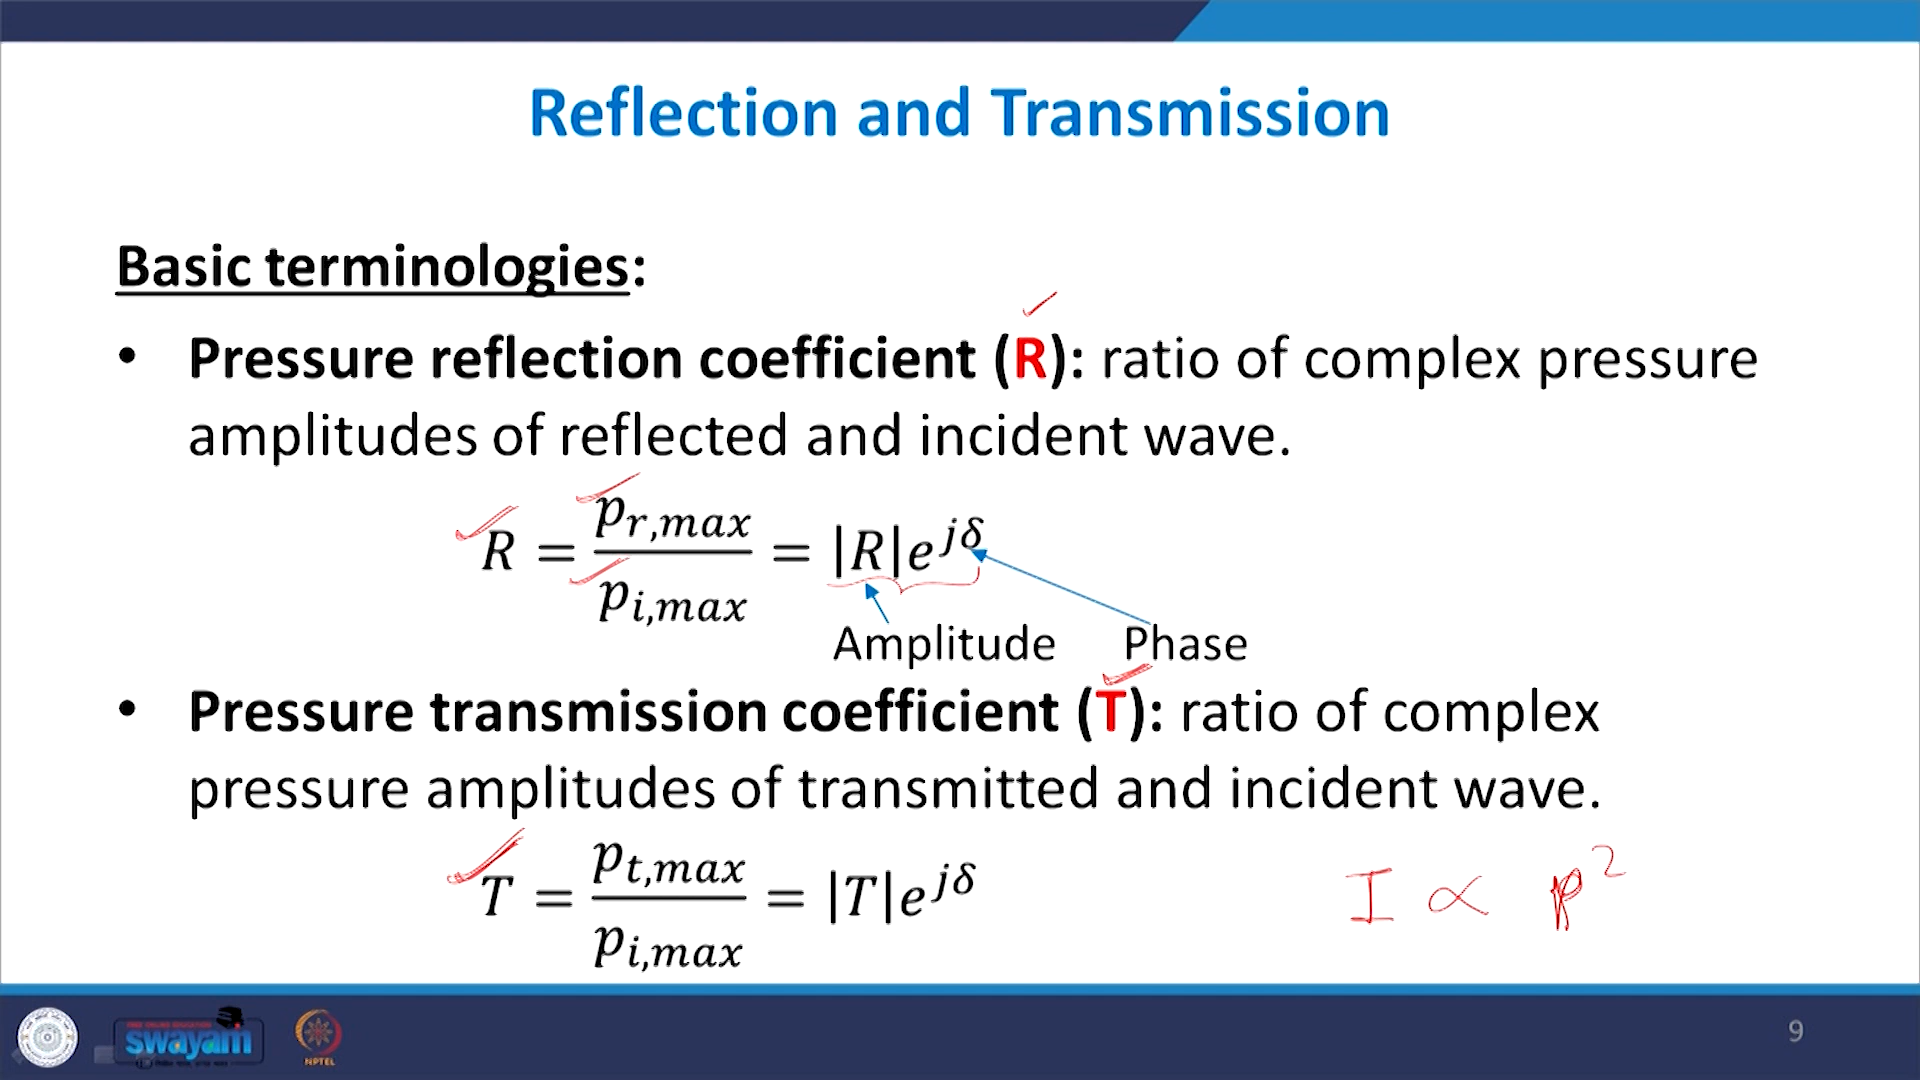 Reflection and Transmission
Basic terminologies:
• Pressure reflection coefficient (R): ratio of complex pressure
amplitudes of reflected and incident wave.
R = p_{r,max} / p_{i,max} = |R|e^{jδ}
Amplitude Phase
• Pressure transmission coefficient (T): ratio of complex
pressure amplitudes of transmitted and incident wave.
T = p_{t,max} / p_{i,max} = |T|e^{jδ}
I ∝ p²
swayam
NPTEL
9